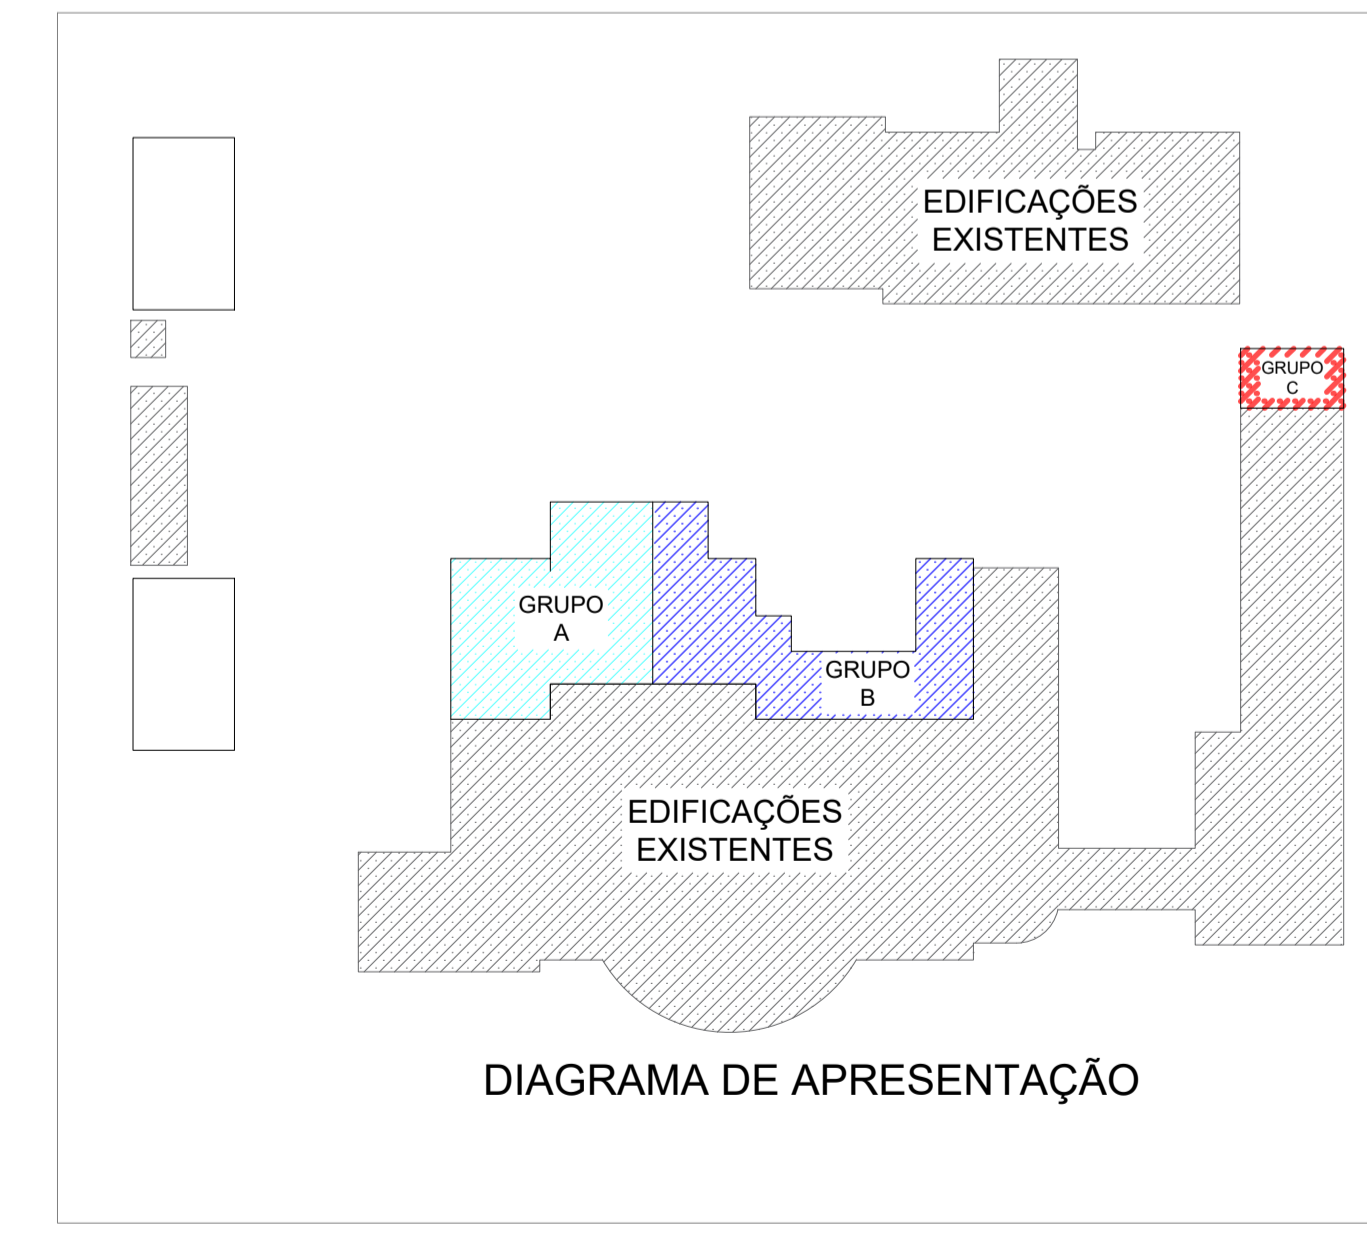 EDIFICAÇÕES
EXISTENTES
GRUPO
C
GRUPO
A
GRUPO
B
EDIFICAÇÕES
EXISTENTES
DIAGRAMA DE APRESENTAÇÃO